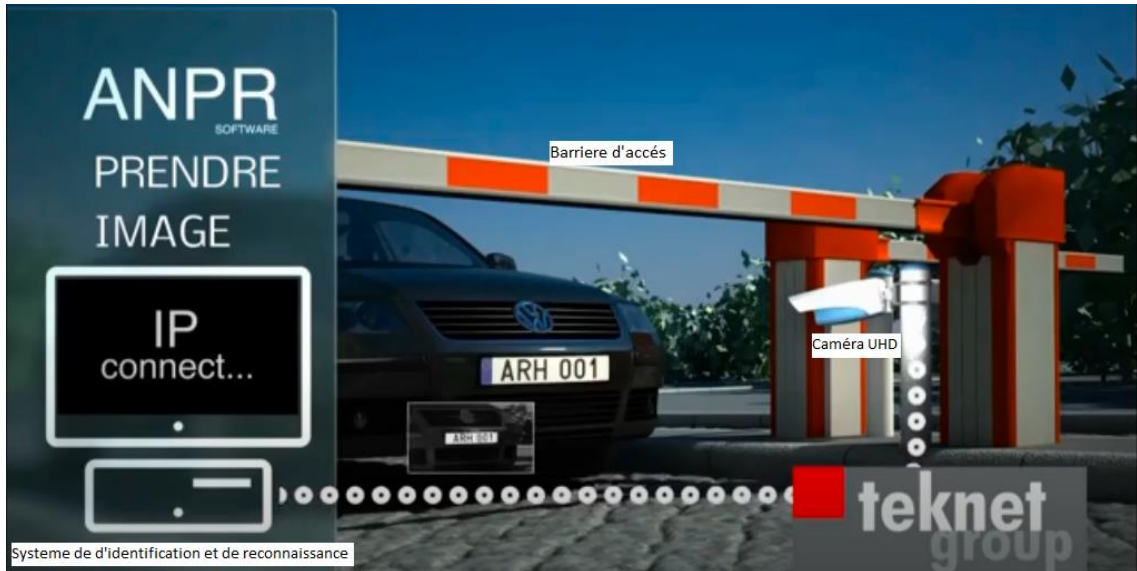 ANPR
SOFTWARE
PRENDRE
IMAGE
IP
connect...
Systeme de d'identification et de reconnaissance
Barriere d'accés
Caméra UHD
ARH 001
ARH 001
teknet
group